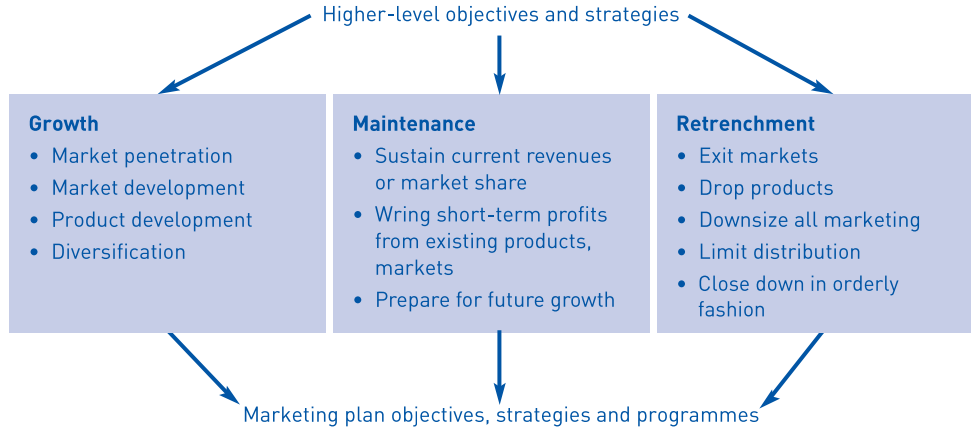 Higher-level objectives and strategies
Growth
• Market penetration
• Market development
• Product development
• Diversification
Maintenance
• Sustain current revenues
or market share
• Wring short-term profits
from existing products,
markets
• Prepare for future growth
Retrenchment
• Exit markets
• Drop products
• Downsize all marketing
• Limit distribution
• Close down in orderly
fashion
Marketing plan objectives, strategies and programmes